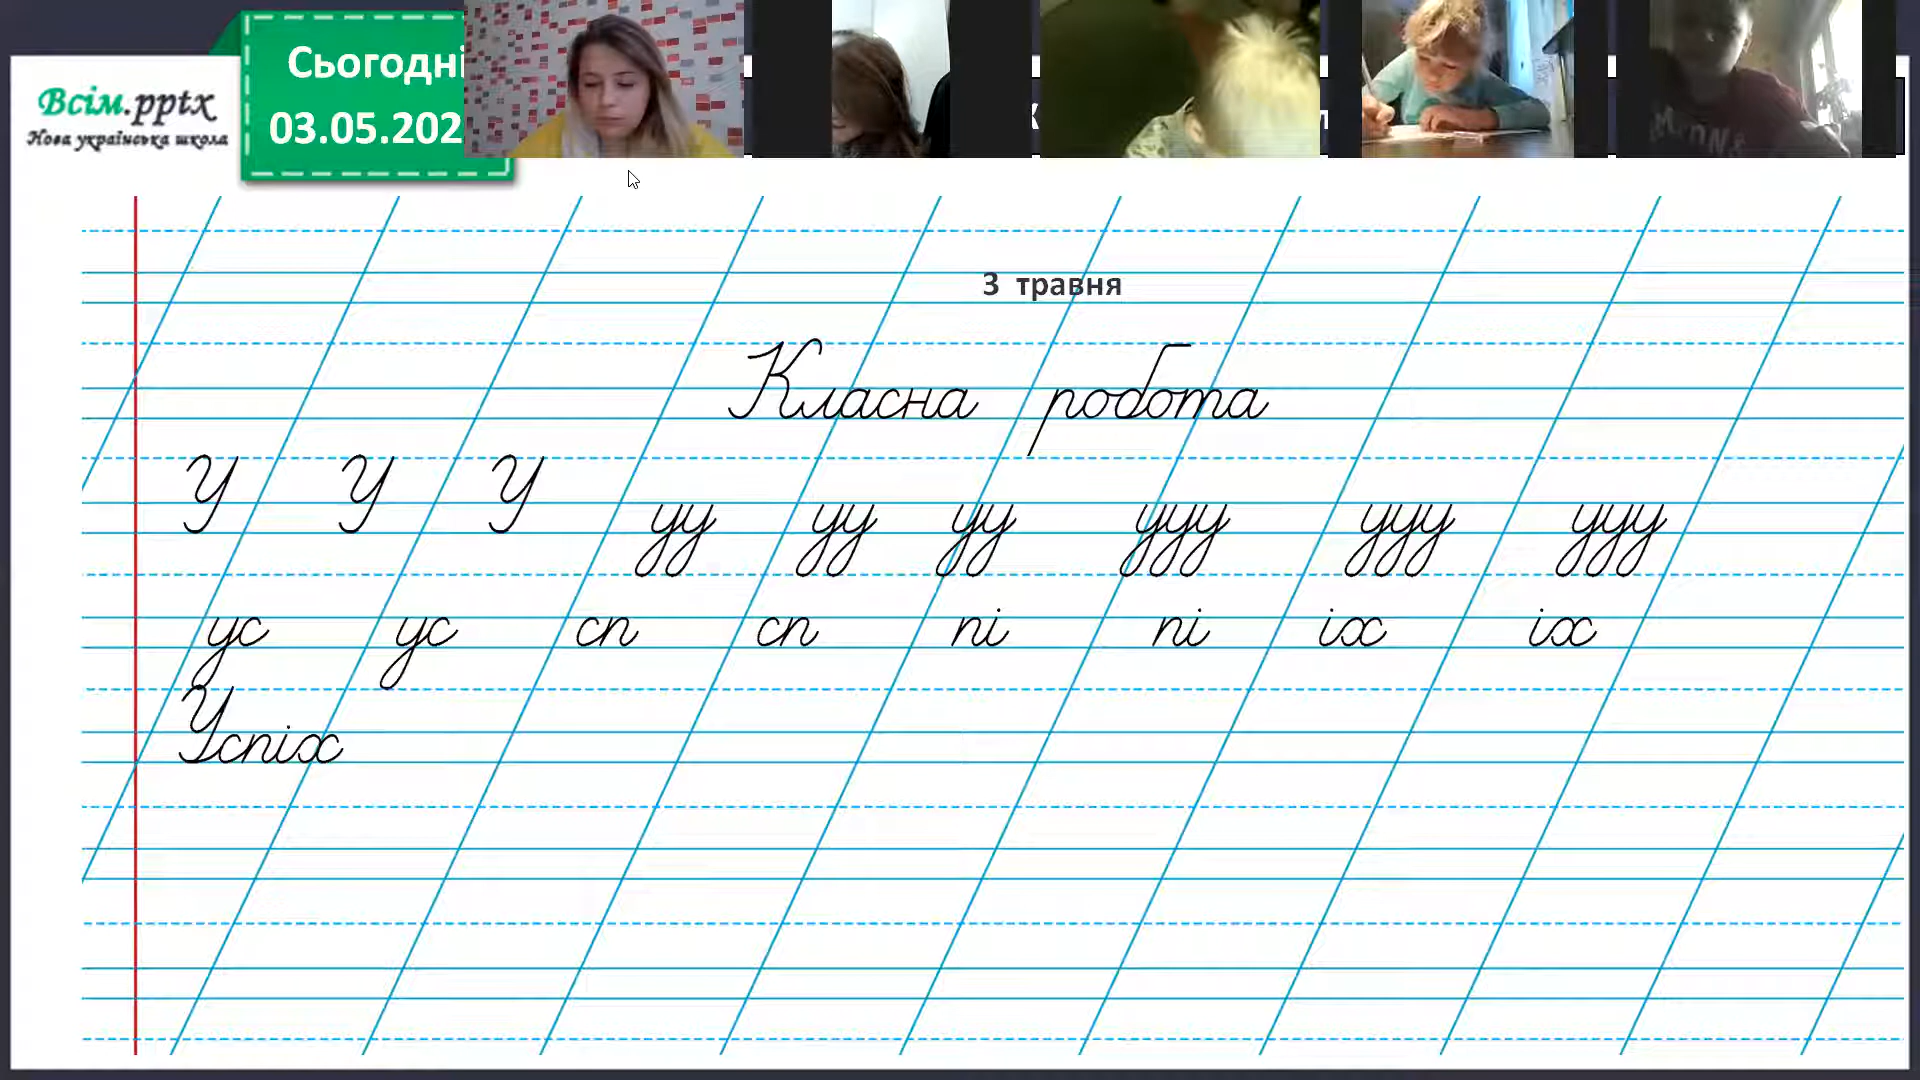 Всім.pptx
Нова українська школа
Сьогодні
03.05.202
3 травня
Класна робота
У У У уу уу уу ууу ууу ууу
ус ус сп сп пі пі іх іх
Успіх